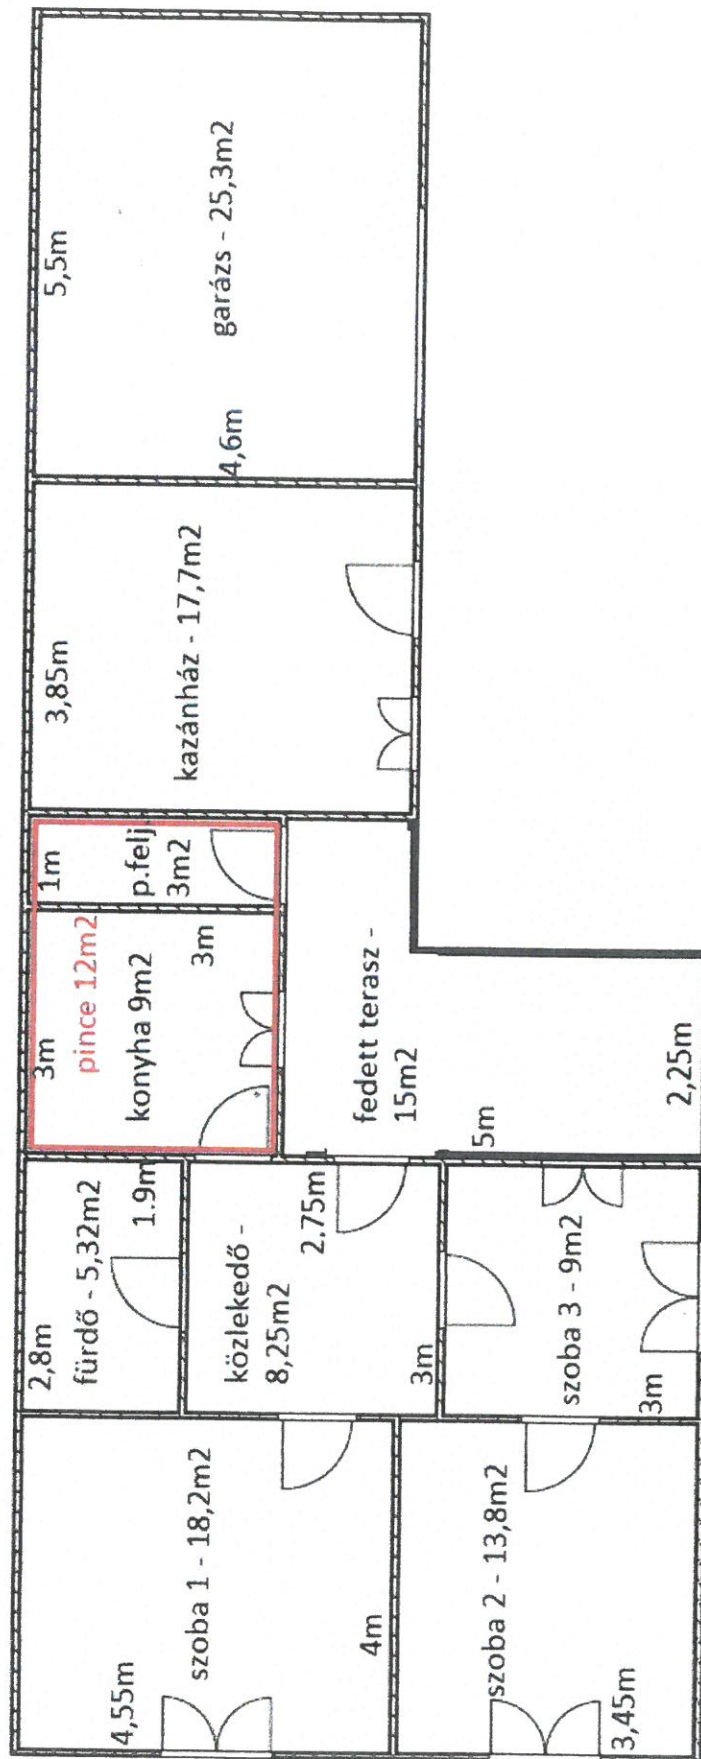 5,5m
garázs - 25,3m2
4,6m
3,85m
kazánház - 17,7m2
1m
p.felj.
3m2
3m
pince 12m2
konyha 9m2
3m
fedett terasz -
15m2
5m
2,25m
2,8m
fürdő - 5,32m2
1.9m
közlekedő -
8,25m2
2.75m
3m
szoba 3 - 9m2
3m
4,55m
szoba 1 - 18,2m2
4m
szoba 2 - 13,8m2
3,45m